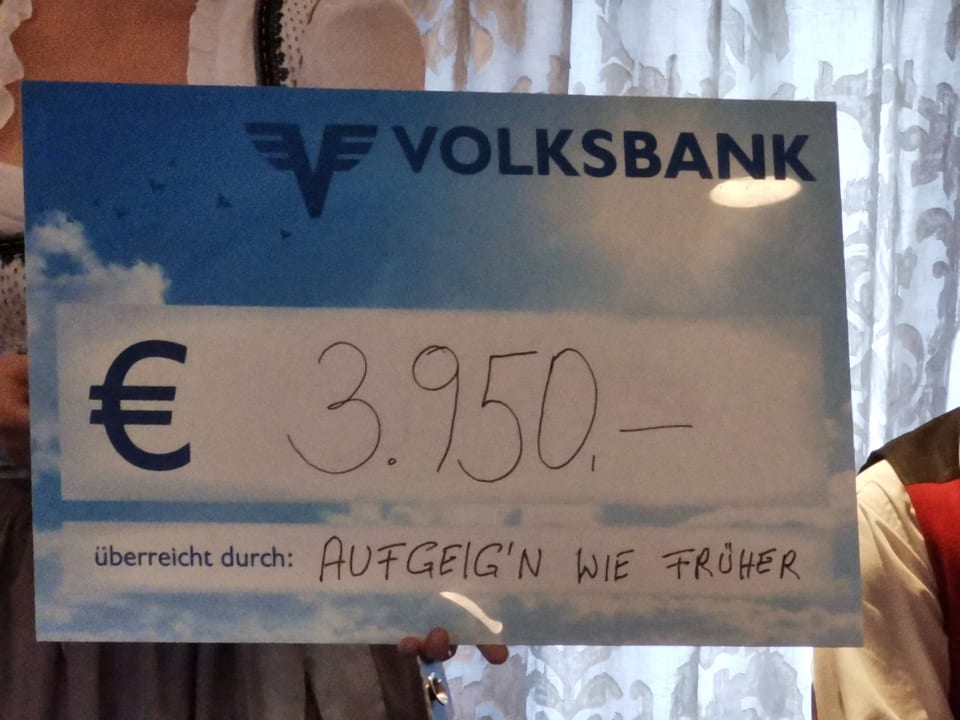 VOLKSBANK
€ 3.950,–
überreicht durch: AUFGEIG'N WIE FRÜHER